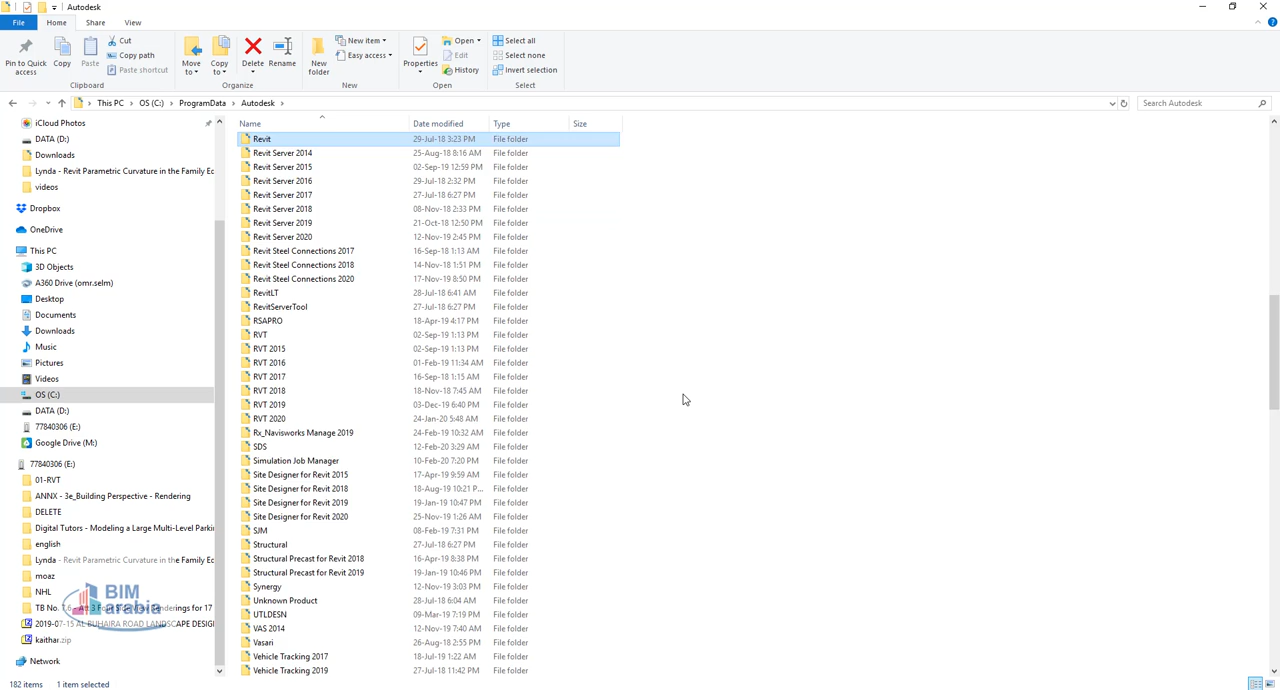 Autodesk
File Home Share View
Pin to Quick access
Copy
Paste
Cut
Copy path
Paste shortcut
Clipboard
Move to
Copy to
Delete
Rename
Organize
New folder
New item
Easy access
New
Properties
Open
Edit
History
Open
Select all
Select none
Invert selection
Select
This PC > OS (C:) > ProgramData > Autodesk >
Search Autodesk
iCloud Photos
DATA (D:)
Downloads
Lynda - Revit Parametric Curvature in the Family Ec
videos
Dropbox
OneDrive
This PC
3D Objects
A360 Drive (omr.selm)
Desktop
Documents
Downloads
Music
Pictures
Videos
OS (C:)
DATA (D:)
77840306 (E:)
Google Drive (M:)
77840306 (E:)
01-RVT
ANNX - 3e_Building Perspective - Rendering
DELETE
Digital Tutors - Modeling a Large Multi-Level Parki
english
Lynda - Revit Parametric Curvature in the Family Ec
moaz
NHL
TB No. 7.6 - Att 3 Four Side View Renderings for 17
2019-07-15 AL BUHAIRA ROAD LANDSCAPE DESIG
kaithar.zip
Network
BIM
arabia
Name Date modified Type Size
Revit 29-Jul-18 3:23 PM File folder
Revit Server 2014 25-Aug-18 8:16 AM File folder
Revit Server 2015 02-Sep-19 12:59 PM File folder
Revit Server 2016 29-Jul-18 2:32 PM File folder
Revit Server 2017 27-Jul-18 6:27 PM File folder
Revit Server 2018 08-Nov-18 2:33 PM File folder
Revit Server 2019 21-Oct-18 12:50 PM File folder
Revit Server 2020 12-Nov-19 2:45 PM File folder
Revit Steel Connections 2017 16-Sep-18 1:13 AM File folder
Revit Steel Connections 2018 14-Nov-18 1:51 PM File folder
Revit Steel Connections 2020 17-Nov-19 8:50 PM File folder
RevitLT 28-Jul-18 6:41 AM File folder
RevitServerTool 27-Jul-18 6:27 PM File folder
RSAPRO 18-Apr-19 4:17 PM File folder
RVT 02-Sep-19 1:13 PM File folder
RVT 2015 02-Sep-19 1:13 PM File folder
RVT 2016 01-Feb-19 11:34 AM File folder
RVT 2017 16-Sep-18 1:15 AM File folder
RVT 2018 18-Nov-18 7:45 AM File folder
RVT 2019 03-Dec-19 6:40 PM File folder
RVT 2020 24-Jan-20 5:48 AM File folder
Rx_Navisworks Manage 2019 24-Feb-19 10:32 AM File folder
SDS 12-Feb-20 3:29 AM File folder
Simulation Job Manager 10-Feb-20 7:20 PM File folder
Site Designer for Revit 2015 17-Apr-19 9:59 AM File folder
Site Designer for Revit 2018 18-Aug-19 10:21 P... File folder
Site Designer for Revit 2019 19-Jan-19 10:47 PM File folder
Site Designer for Revit 2020 25-Nov-19 1:26 AM File folder
SJM 08-Feb-19 7:31 PM File folder
Structural 27-Jul-18 6:27 PM File folder
Structural Precast for Revit 2018 16-Apr-19 8:38 PM File folder
Structural Precast for Revit 2019 19-Jan-19 10:46 PM File folder
Synergy 12-Nov-19 3:03 PM File folder
Unknown Product 28-Jul-18 6:04 AM File folder
UTLDESN 09-Mar-19 7:19 PM File folder
VAS 2014 12-Nov-19 7:40 AM File folder
Vasari 26-Aug-18 2:55 PM File folder
Vehicle Tracking 2017 18-Jul-19 1:22 AM File folder
Vehicle Tracking 2019 27-Jul-18 11:42 PM File folder
182 items 1 item selected